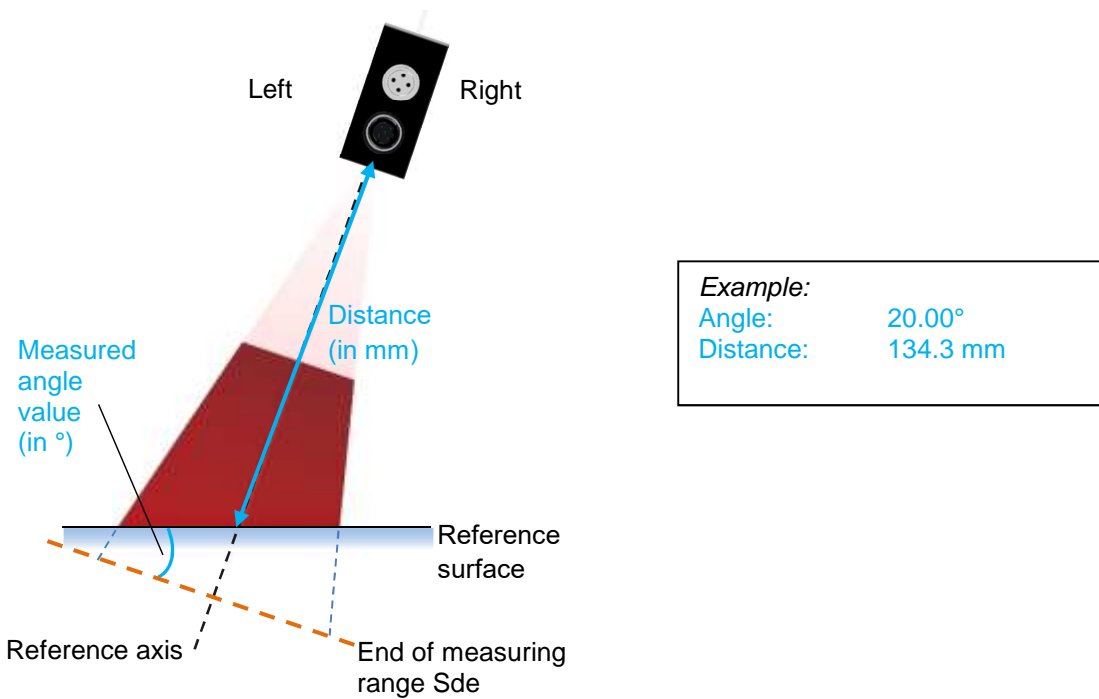 Left
Right
Distance
(in mm)
Measured
angle
value
(in °)
Reference
surface
Reference axis
End of measuring
range Sde
Example:
Angle: 20.00°
Distance: 134.3 mm